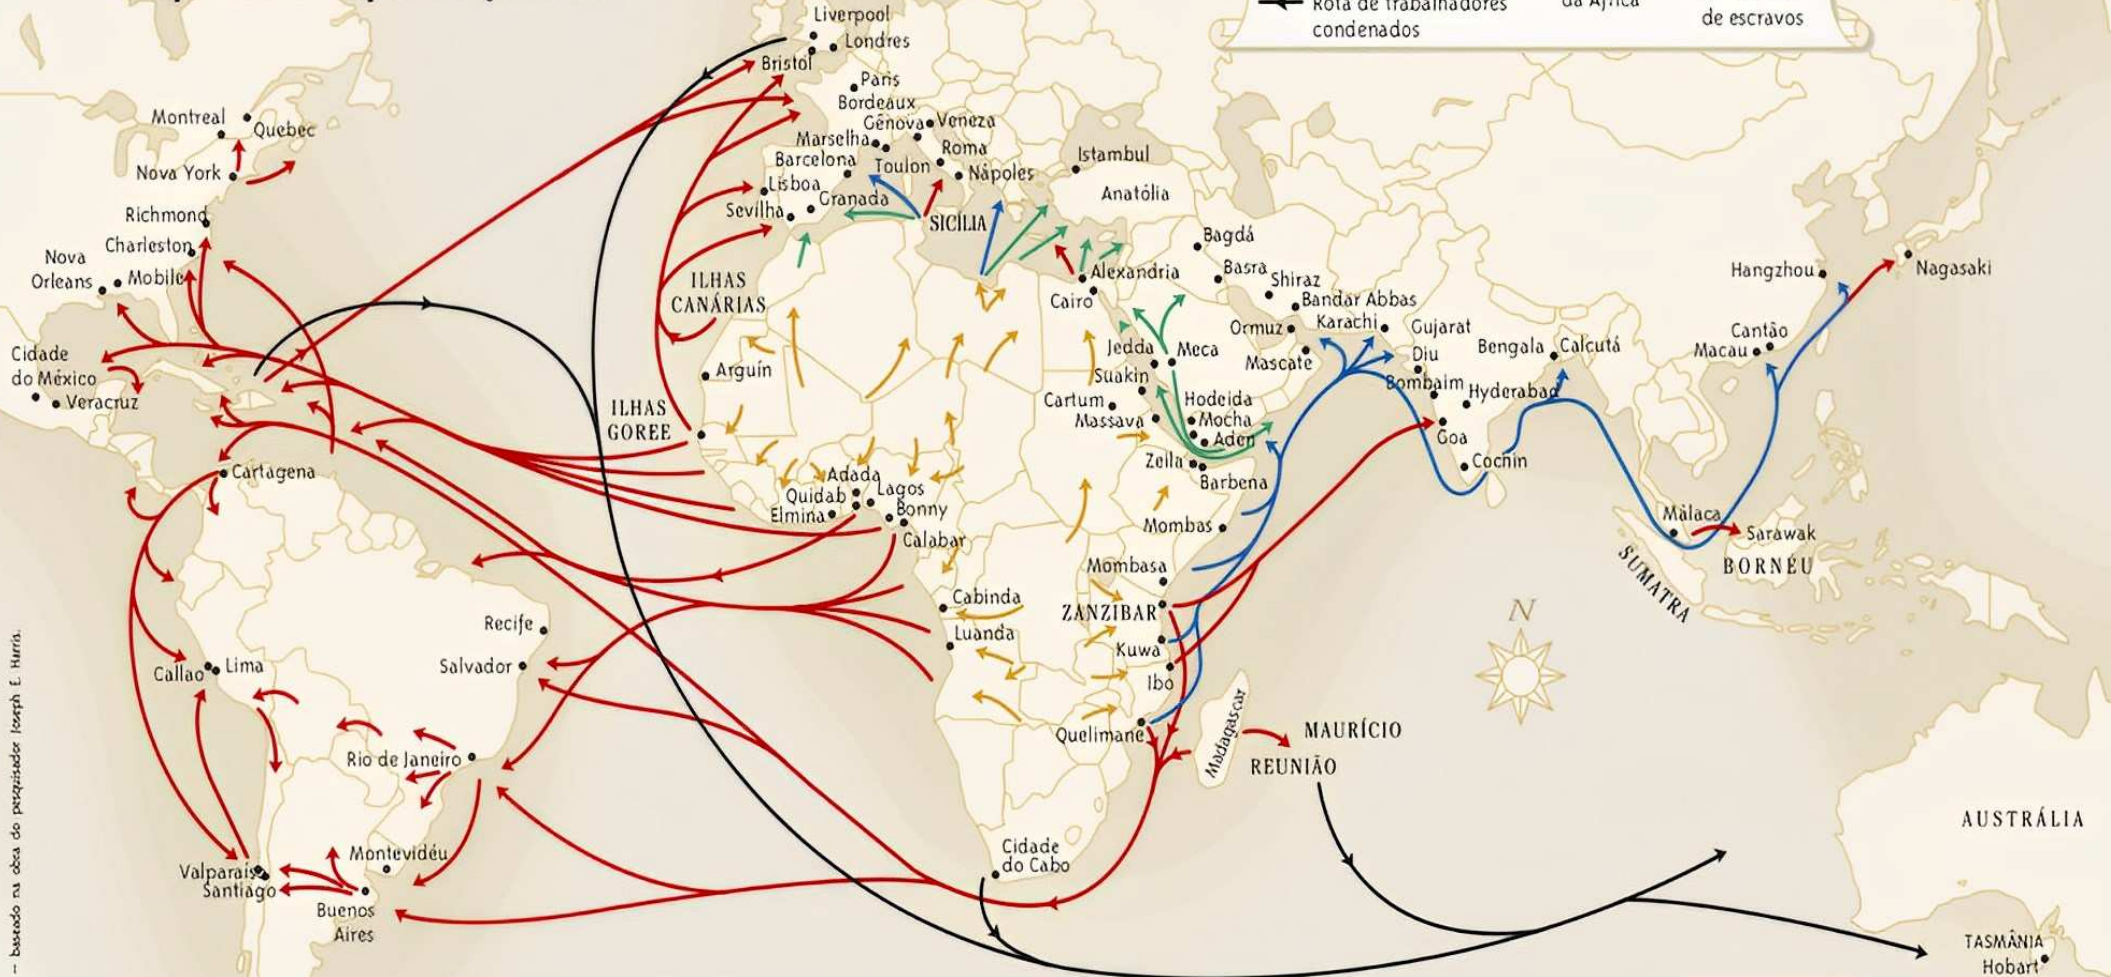 Rota de trabalhadores
condenados
da África
de escravos
Liverpool
Londres
Bristol
Paris
Bordeaux
Gênova
Veneza
Marselha
Roma
Barcelona
Toulon
Nápoles
Istambul
Lisboa
Granada
Sevilha
SICÍLIA
Anatólia
Montreal
Quebec
Nova York
Richmond
Charleston
Nova
Orleans
Mobile
Cidade
do México
Veracruz
Cartagena
ILHAS
CANÁRIAS
Arguín
ILHAS
GOREE
Alexandria
Cairo
Bagdá
Basra
Shiraz
Bandar Abbas
Ormuz
Karachi
Gujarat
Mascate
Diu
Bengala
Calcutá
Bombaim
Hyderabad
Goa
Cochin
Jedda
Meca
Suakin
Cartum
Massava
Hodeida
Mocha
Aden
Zeila
Barbena
Hangzhou
Nagasaki
Cantão
Macau
Málaca
Sarawak
SUMATRA
BORNÉU
Adada
Quidab
Lagos
Elmina
Bonny
Calabar
Mombas
Mombasa
Cabinda
ZANZIBAR
Luanda
Kuwa
Ibo
Quelimane
Madagascar
MAURÍCIO
REUNIÃO
N
Recife
Salvador
Callao
Lima
Rio de Janeiro
Montevidéu
Valparaís
Santiago
Buenos
Aires
Cidade
do Cabo
AUSTRÁLIA
TASMÂNIA
Hobart
— baseado na obra do pesquisador Joseph E. Harris.